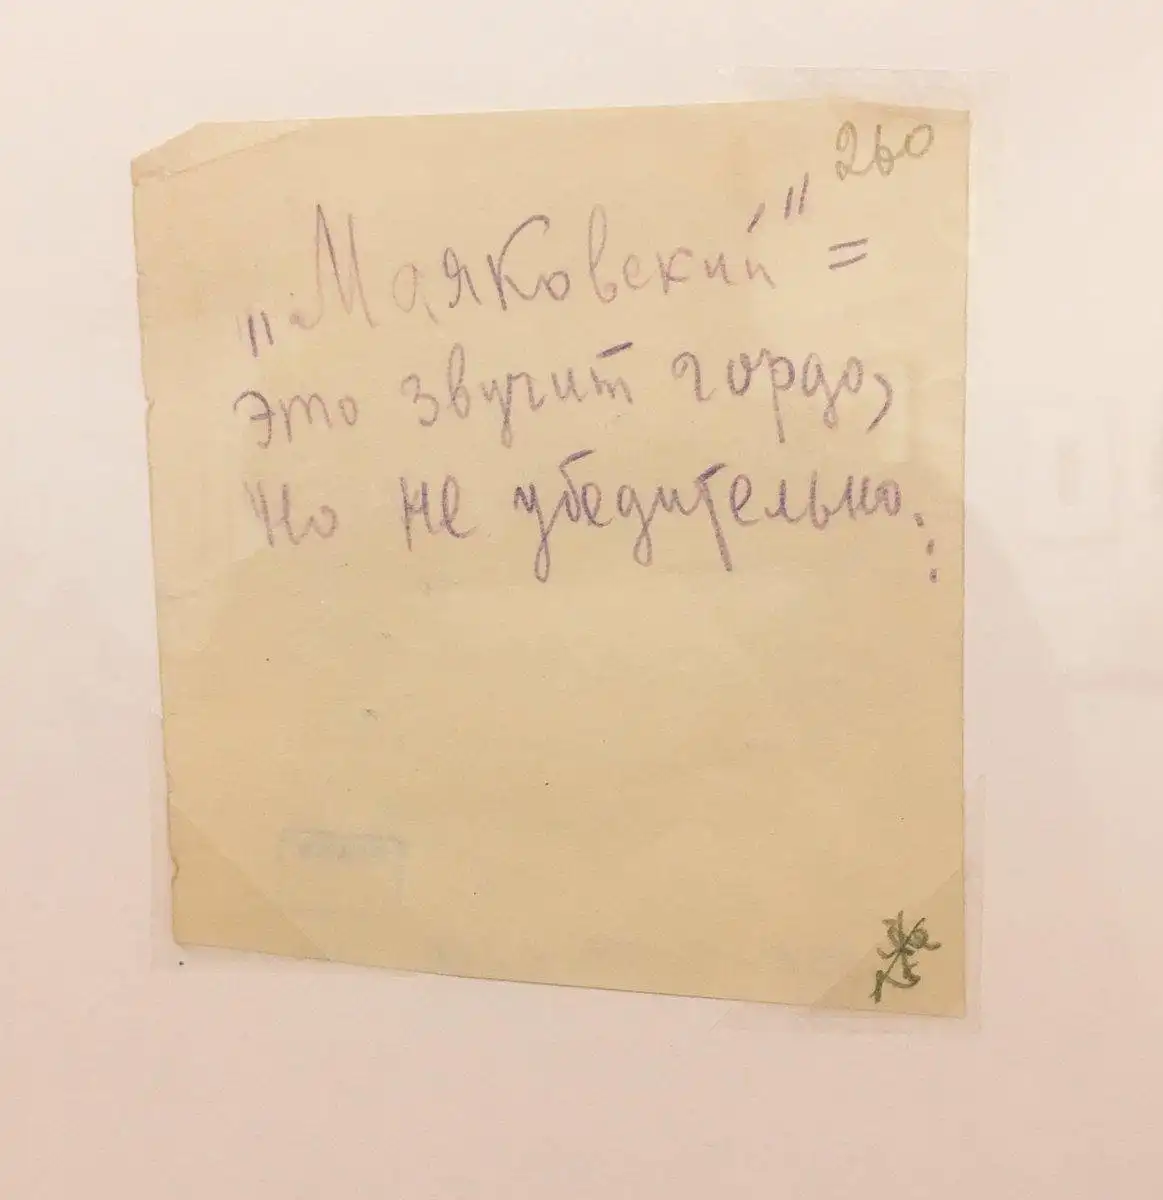 260
„Маяковский" =
это звучит гордо,
но не убедительно.